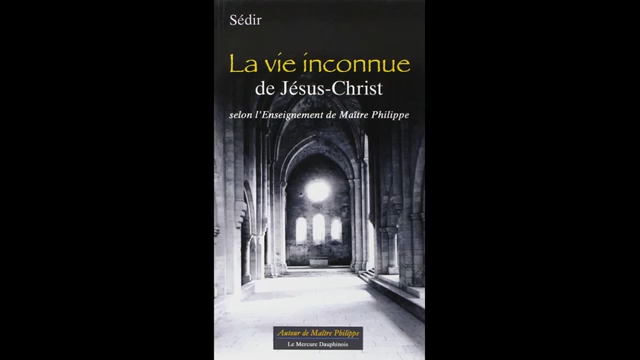 Sédir
La vie inconnue
de Jésus-Christ
selon l'Enseignement de Maître Philippe
Autour de Maître Philippe
Le Mercure Dauphinois